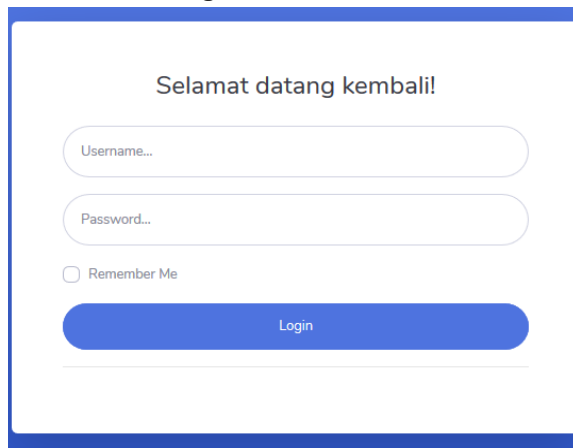 Selamat datang kembali!
Username...
Password...
Remember Me
Login